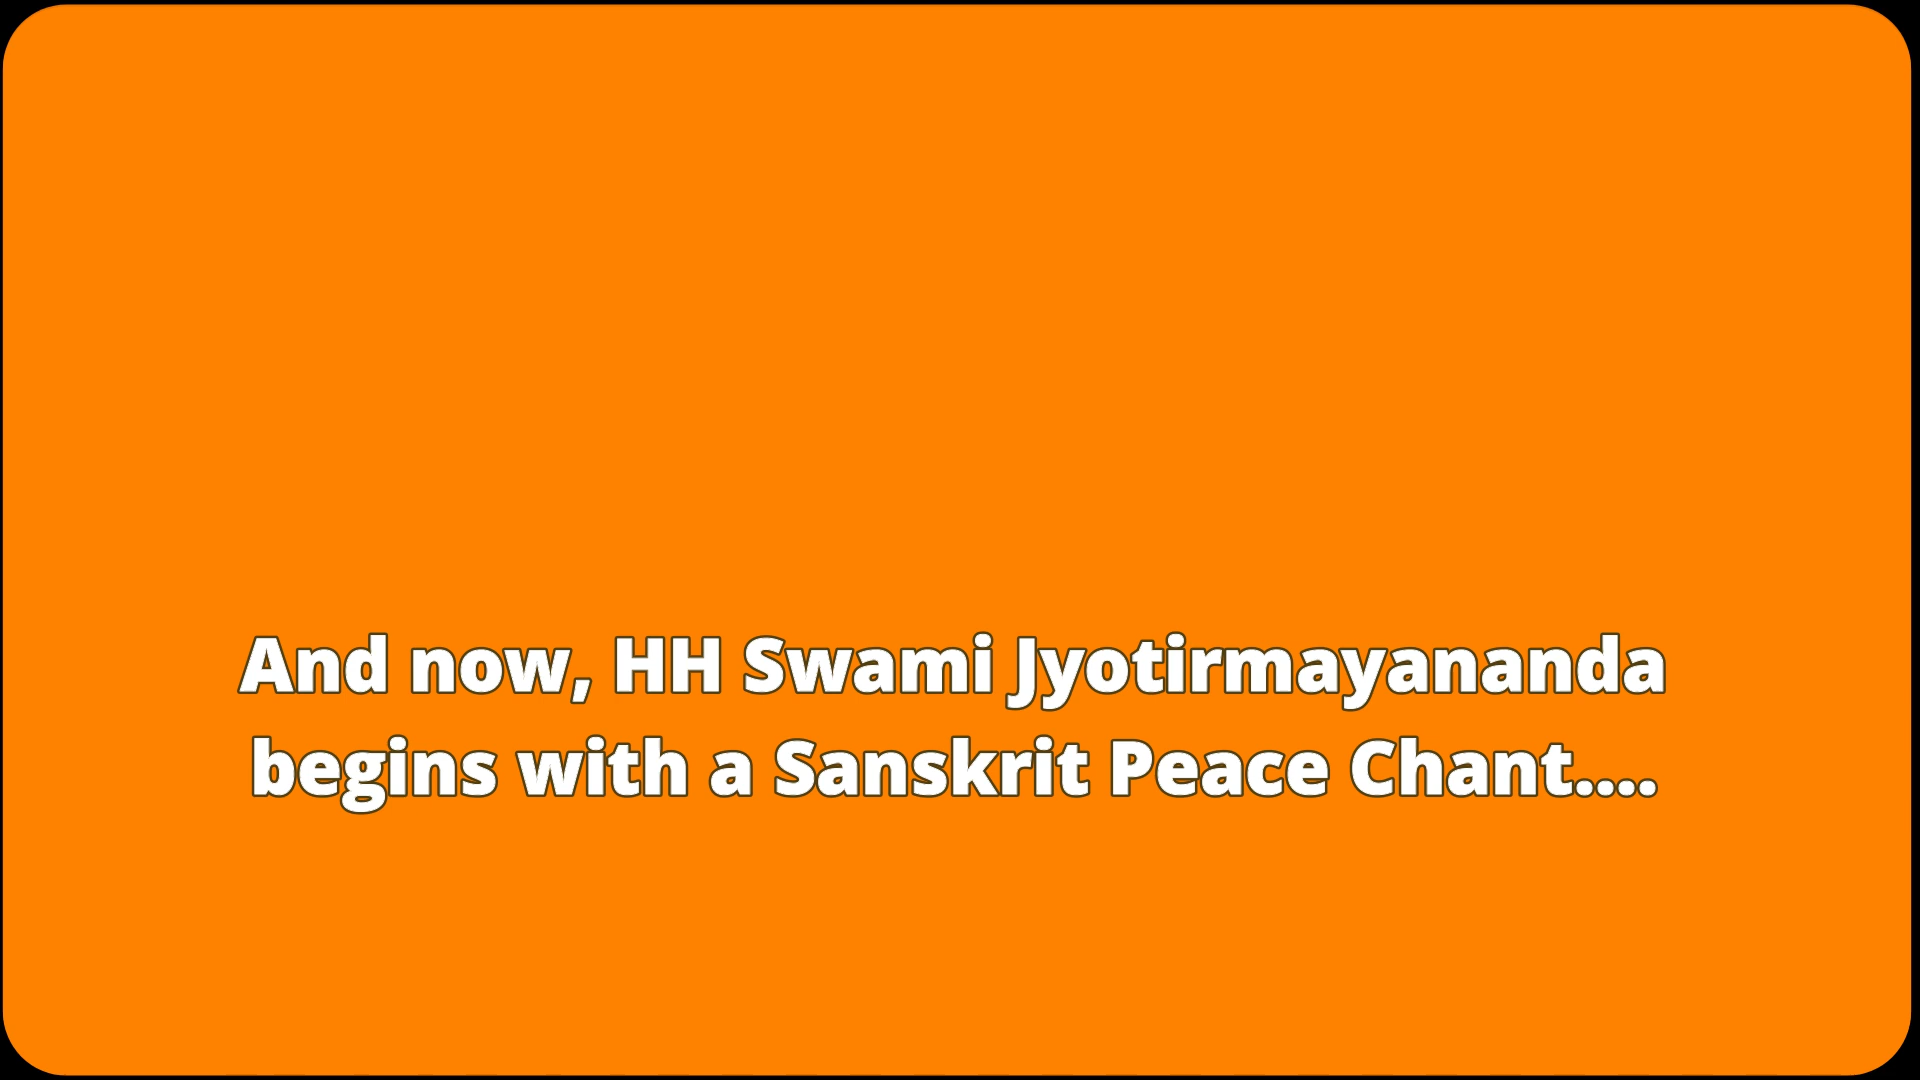 And now, HH Swami Jyotirmayananda
begins with a Sanskrit Peace Chant....